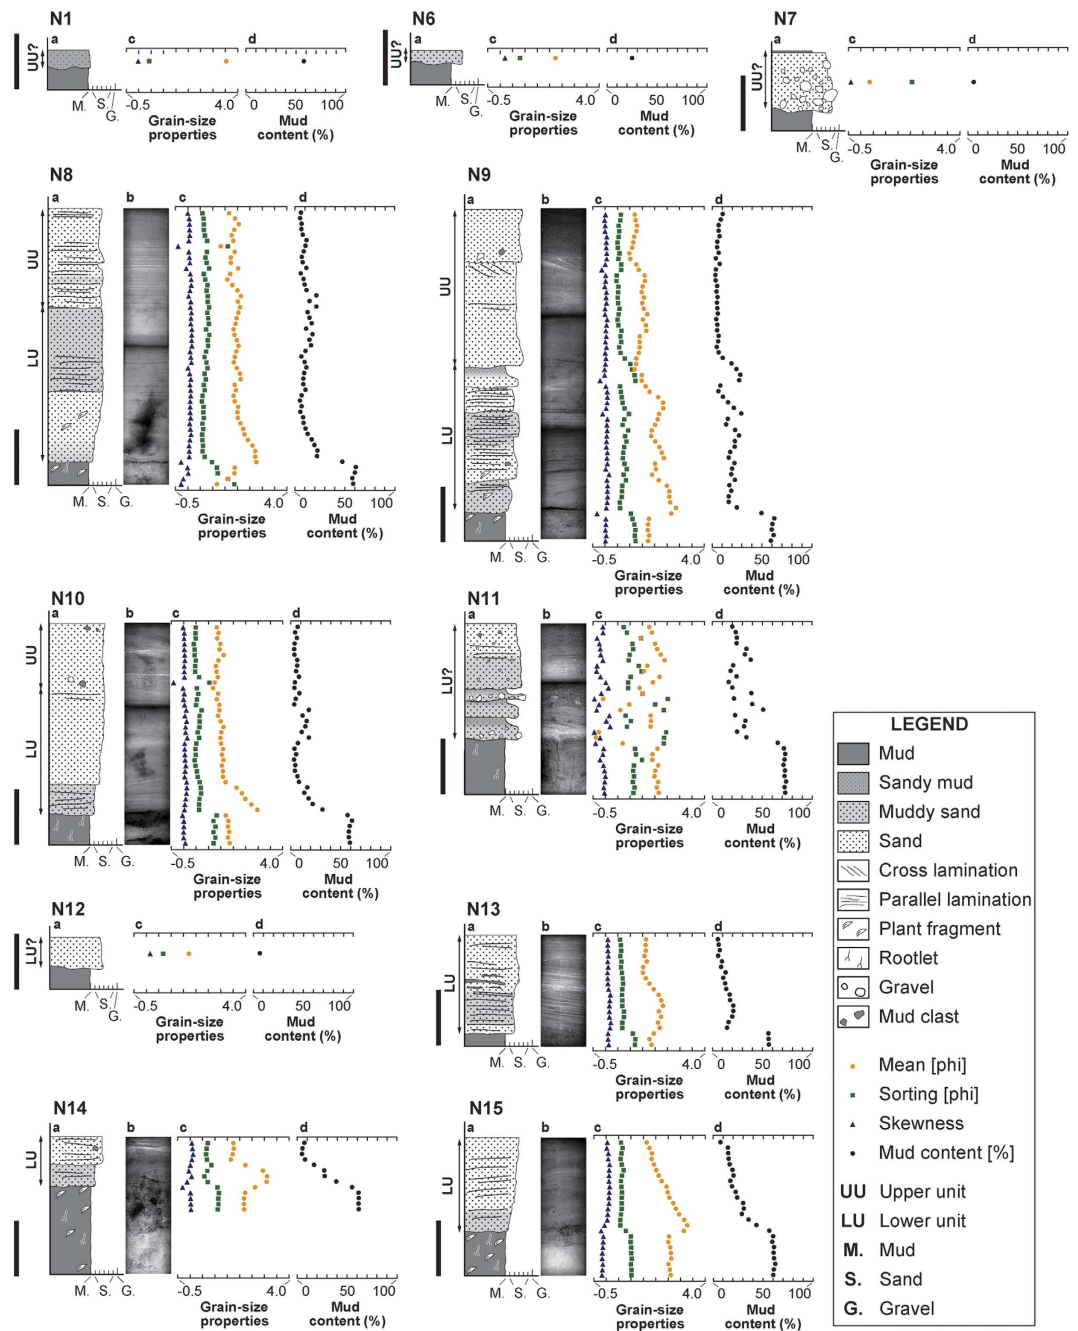 N1
a
c
d
UU?
M.
S.
G.
-0.5
4.0
0
50
100
Grain-size
properties
Mud
content (%)
N6
a
c
d
UU?
M.
S.
G.
-0.5
4.0
0
50
100
Grain-size
properties
Mud
content (%)
N7
a
c
d
UU?
M.
S.
G.
-0.5
4.0
0
50
100
Grain-size
properties
Mud
content (%)
N8
a
b
c
d
UU
LU
M.
S.
G.
-0.5
4.0
0
50
100
Grain-size
properties
Mud
content (%)
N9
a
b
c
d
UU
LU
M.
S.
G.
-0.5
4.0
0
50
100
Grain-size
properties
Mud
content (%)
N10
a
b
c
d
UU
LU
M.
S.
G.
-0.5
4.0
0
50
100
Grain-size
properties
Mud
content (%)
N11
a
b
c
d
LU?
M.
S.
G.
-0.5
4.0
0
50
100
Grain-size
properties
Mud
content (%)
N12
a
c
d
LU?
M.
S.
G.
-0.5
4.0
0
50
100
Grain-size
properties
Mud
content (%)
N13
a
b
c
d
LU
M.
S.
G.
-0.5
4.0
0
50
100
Grain-size
properties
Mud
content (%)
N14
a
b
c
d
LU
M.
S.
G.
-0.5
4.0
0
50
100
Grain-size
properties
Mud
content (%)
N15
a
b
c
d
LU
M.
S.
G.
-0.5
4.0
0
50
100
Grain-size
properties
Mud
content (%)
LEGEND
Mud
Sandy mud
Muddy sand
Sand
Cross lamination
Parallel lamination
Plant fragment
Rootlet
Gravel
Mud clast
Mean [phi]
Sorting [phi]
Skewness
Mud content [%]
UU Upper unit
LU Lower unit
M. Mud
S. Sand
G. Gravel